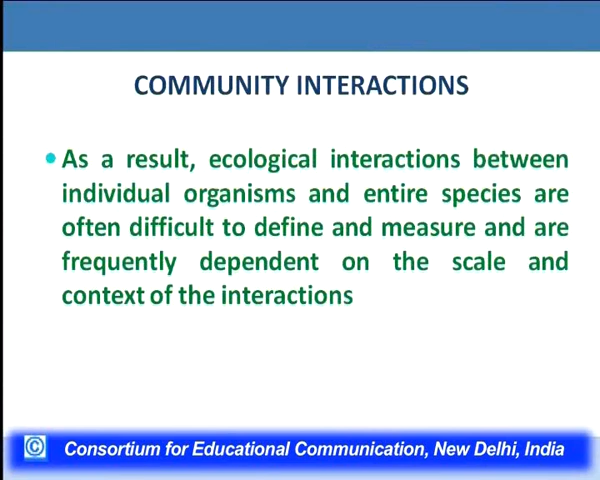 COMMUNITY INTERACTIONS
As a result, ecological interactions between
individual organisms and entire species are
often difficult to define and measure and are
frequently dependent on the scale and
context of the interactions
© Consortium for Educational Communication, New Delhi, India